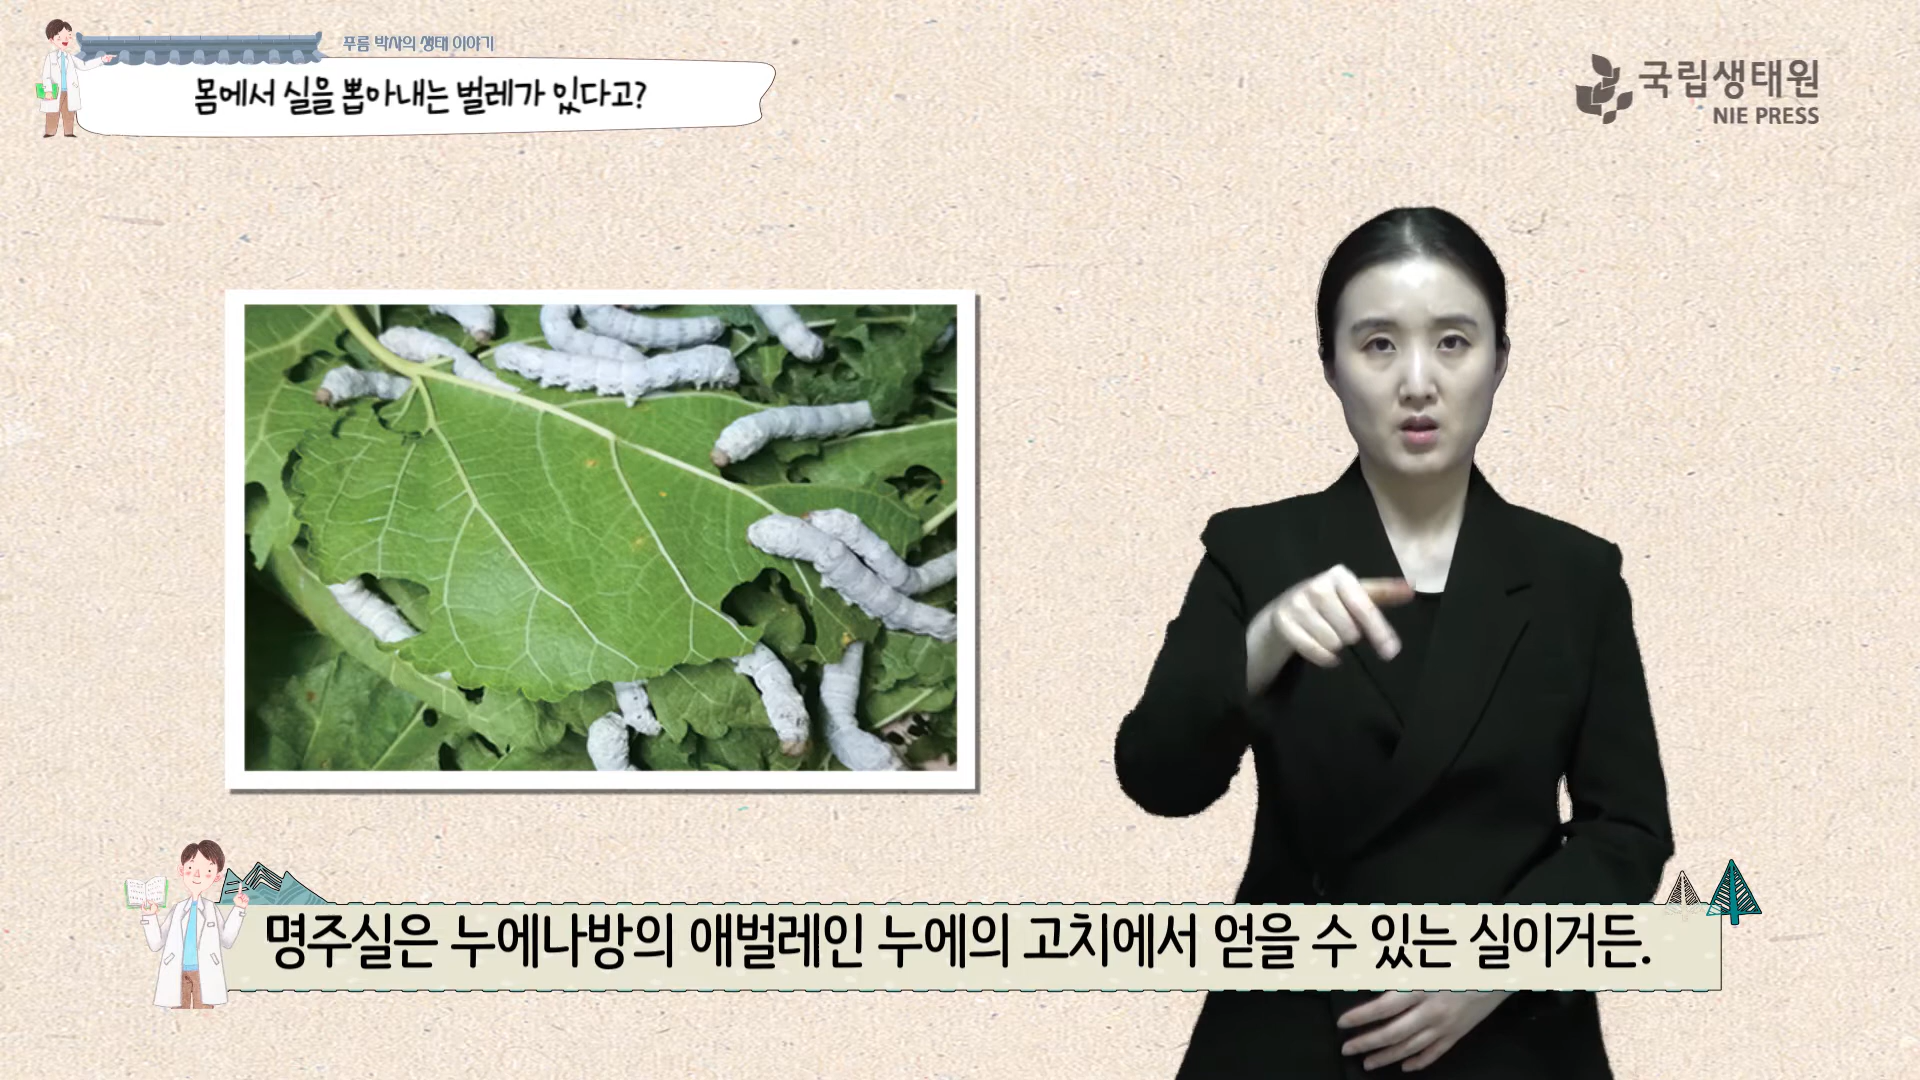 푸름 박사의 생태 이야기
몸에서 실을 뽑아내는 벌레가 있다고?
국립생태원
NIE PRESS
명주실은 누에나방의 애벌레인 누에의 고치에서 얻을 수 있는 실이거든.